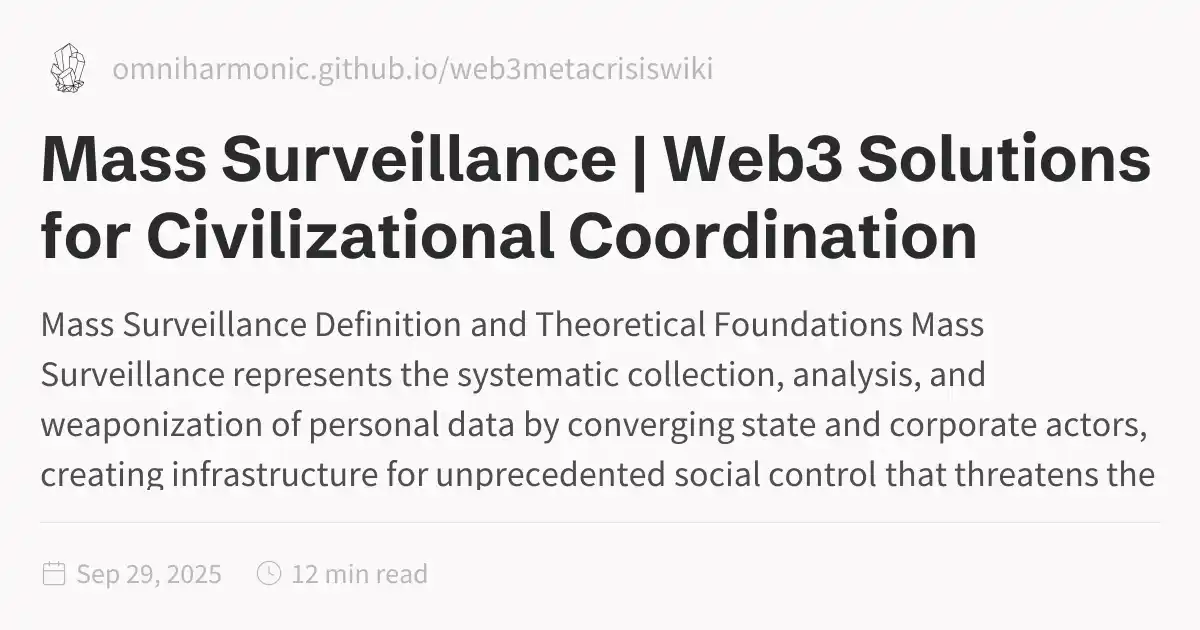 omniharmonic.github.io/web3metacrisiswiki
Mass Surveillance | Web3 Solutions
for Civilizational Coordination
Mass Surveillance Definition and Theoretical Foundations Mass
Surveillance represents the systematic collection, analysis, and
weaponization of personal data by converging state and corporate actors,
creating infrastructure for unprecedented social control that threatens the
Sep 29, 2025 12 min read